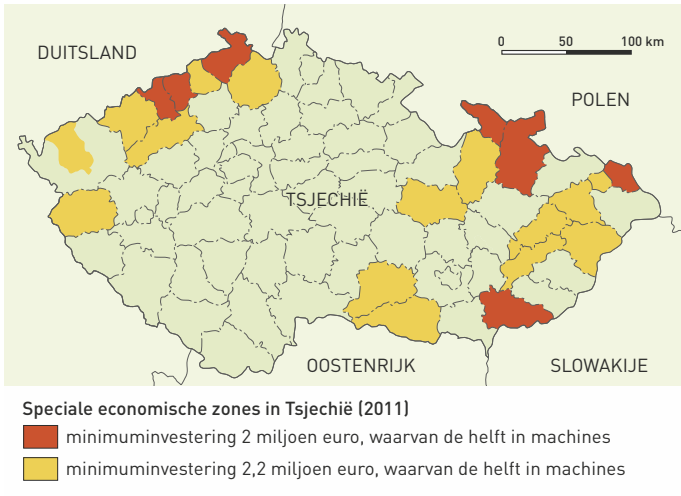 DUITSLAND
0 50 100 km
POLEN
TSJECHIË
OOSTENRIJK
SLOWAKIJE
Speciale economische zones in Tsjechië (2011)
minimuminvestering 2 miljoen euro, waarvan de helft in machines
minimuminvestering 2,2 miljoen euro, waarvan de helft in machines